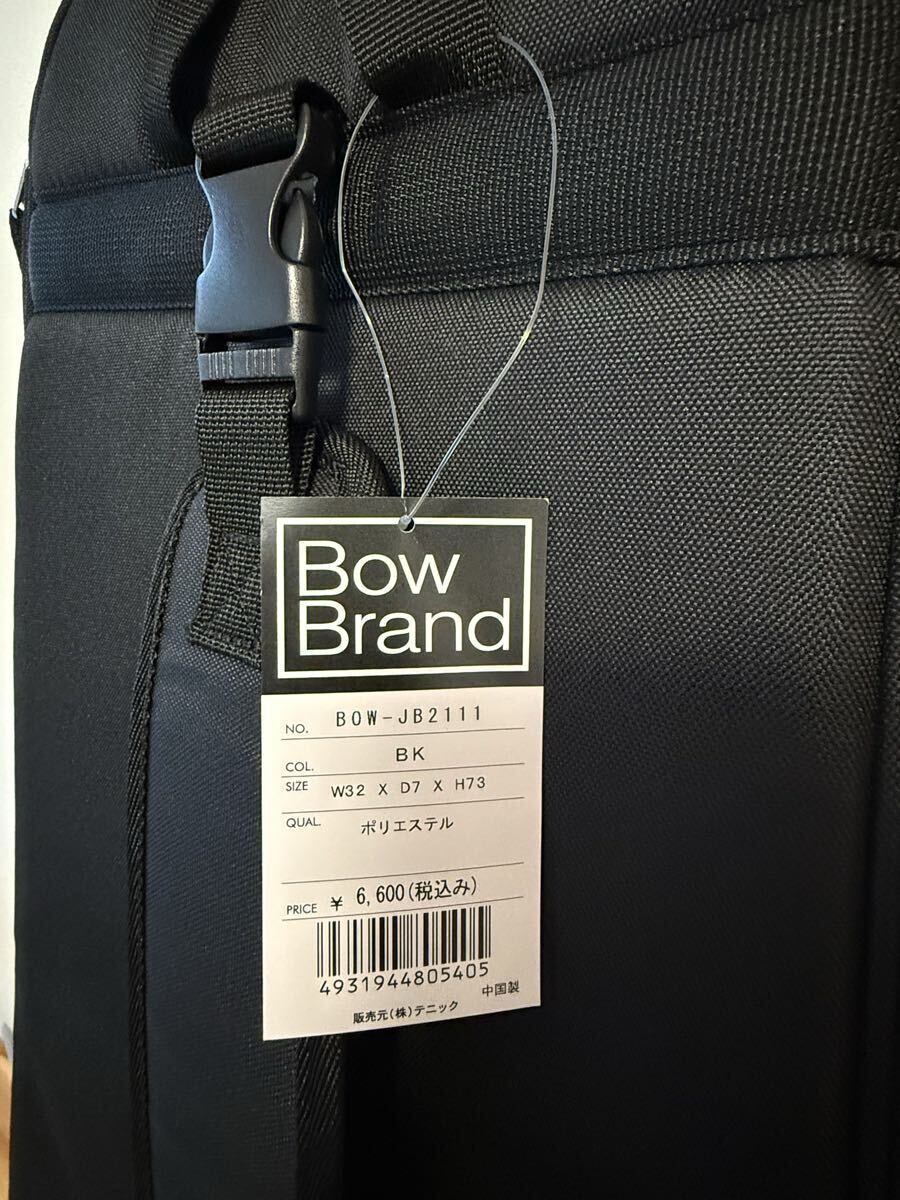 Bow
Brand
NO. BOW-JB2111
COL. BK
SIZE W32 X D7 X H73
QUAL. ポリエステル
PRICE ¥ 6,600(税込み)
4931944805405
中国製
販売元(株)テニック